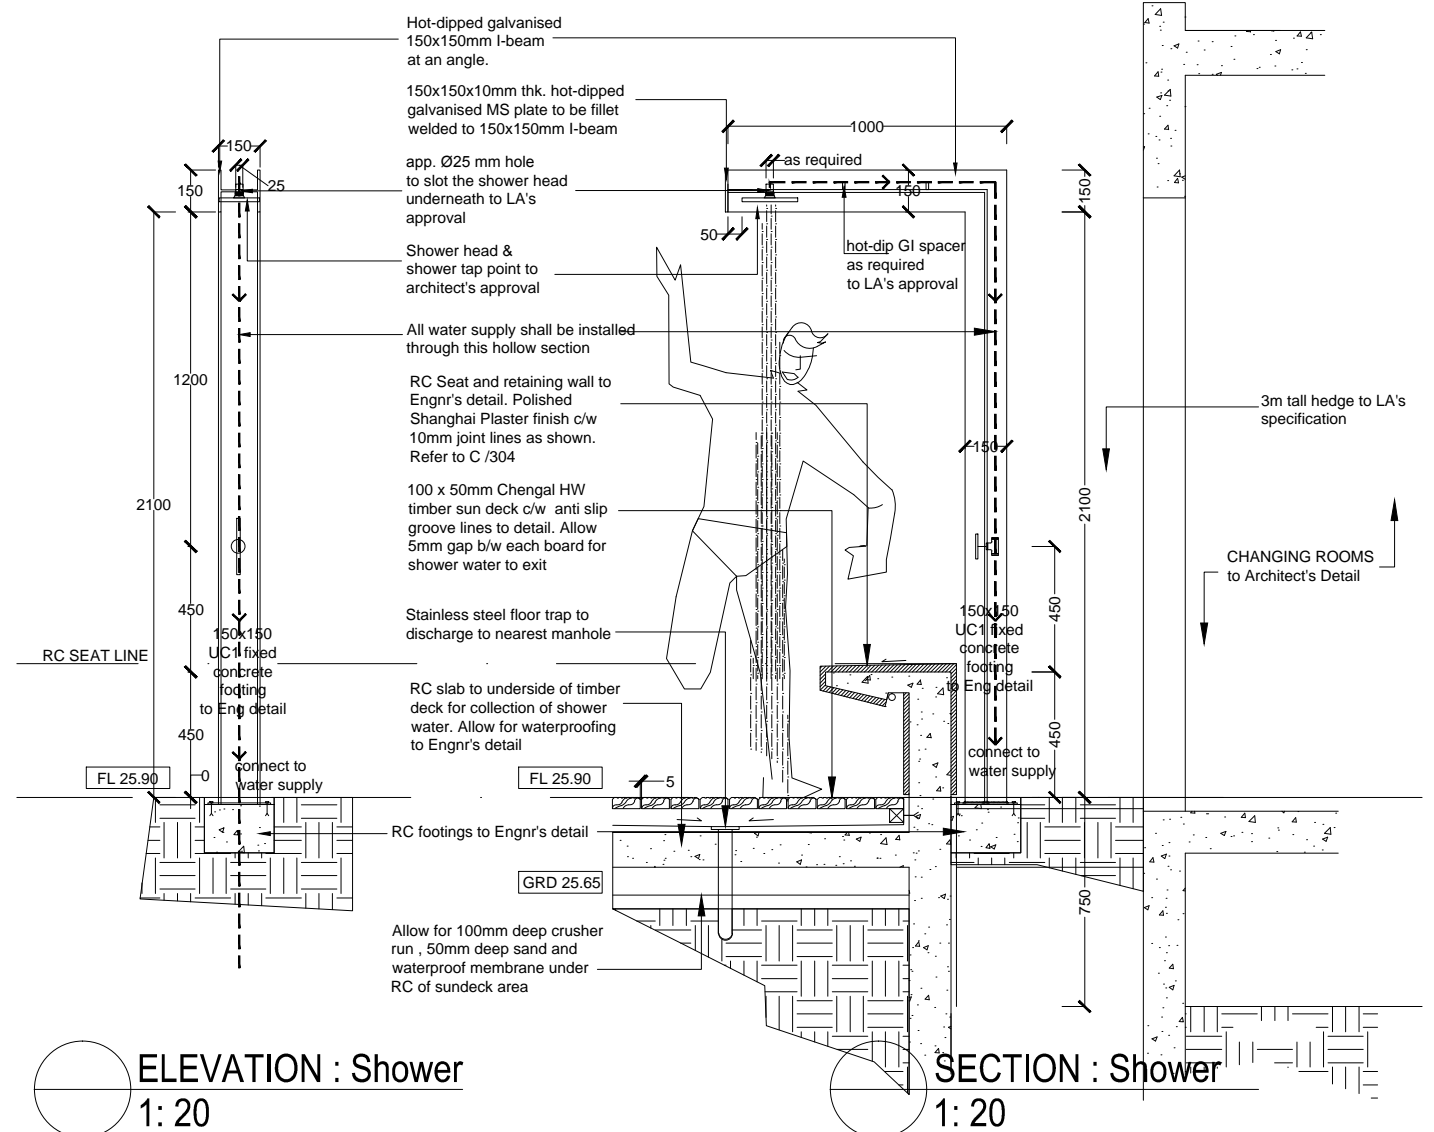 Hot-dipped galvanised
150x150mm I-beam
at an angle.
150x150x10mm thk. hot-dipped
galvanised MS plate to be fillet
welded to 150x150mm I-beam
app. Ø25 mm hole
to slot the shower head
underneath to LA's
approval
Shower head &
shower tap point to
architect's approval
All water supply shall be installed
through this hollow section
RC Seat and retaining wall to
Engnr's detail. Polished
Shanghai Plaster finish c/w
10mm joint lines as shown.
Refer to C /304
100 x 50mm Chengal HW
timber sun deck c/w anti slip
groove lines to detail. Allow
5mm gap b/w each board for
shower water to exit
Stainless steel floor trap to
discharge to nearest manhole
RC slab to underside of timber
deck for collection of shower
water. Allow for waterproofing
to Engnr's detail
RC footings to Engnr's detail
Allow for 100mm deep crusher
run , 50mm deep sand and
waterproof membrane under
RC of sundeck area
150
25
150
1200
2100
450
450
0
RC SEAT LINE
150x150
UC1 fixed
concrete
footing
to Eng detail
connect to
water supply
FL 25.90
FL 25.90
GRD 25.65
5
1000
as required
150
150
50
hot-dip GI spacer
as required
to LA's approval
150
2100
450
450
750
150x150
UC1 fixed
concrete
footing
to Eng detail
connect to
water supply
3m tall hedge to LA's
specification
CHANGING ROOMS
to Architect's Detail
ELEVATION : Shower
1: 20
SECTION : Shower
1: 20